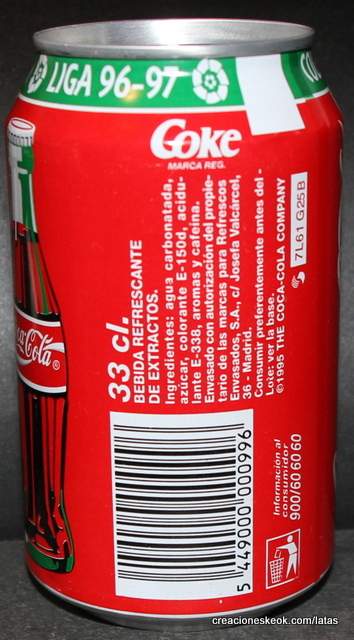 LIGA 96-97
Coke
MARCA REG.
Coca-Cola®
33 cl.
BEBIDA REFRESCANTE
DE EXTRACTOS.
Ingredientes: agua carbonatada,
azúcar, colorante E-150d, acidu-
lante E-338, aromas y cafeína.
Envasado con autorización del propie-
tario de las marcas para Refrescos
Envasados, S.A., c/ Josefa Valcárcel,
36 - Madrid.
Consumir preferentemente antes del -
Lote: ver la base.
©1995 THE COCA-COLA COMPANY
7L61 G25B
5 449000 000996
Información al
consumidor
900/60 60 60
creacioneskeok.com/latas